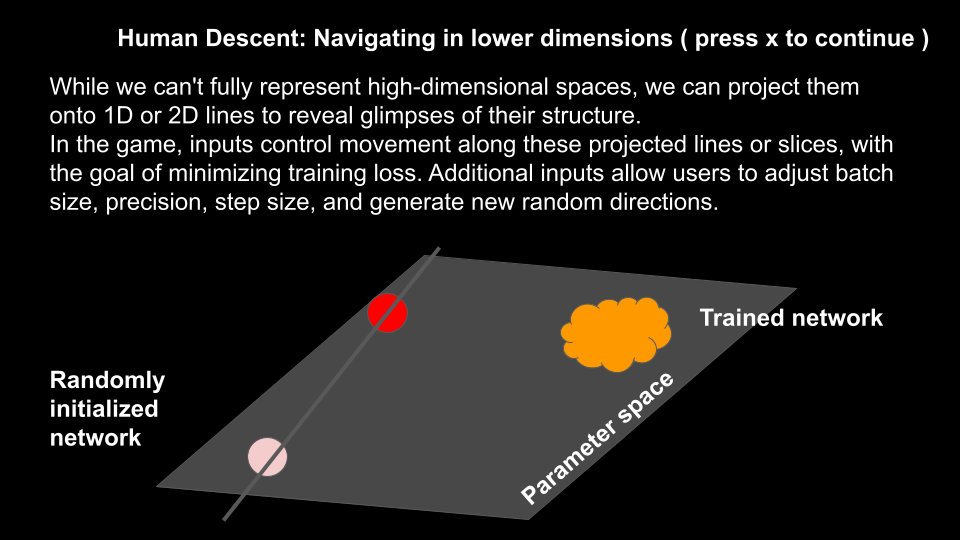 Human Descent: Navigating in lower dimensions ( press x to continue )
While we can't fully represent high-dimensional spaces, we can project them
onto 1D or 2D lines to reveal glimpses of their structure.
In the game, inputs control movement along these projected lines or slices, with
the goal of minimizing training loss. Additional inputs allow users to adjust batch
size, precision, step size, and generate new random directions.
Trained network
Randomly
initialized
network
Parameter space